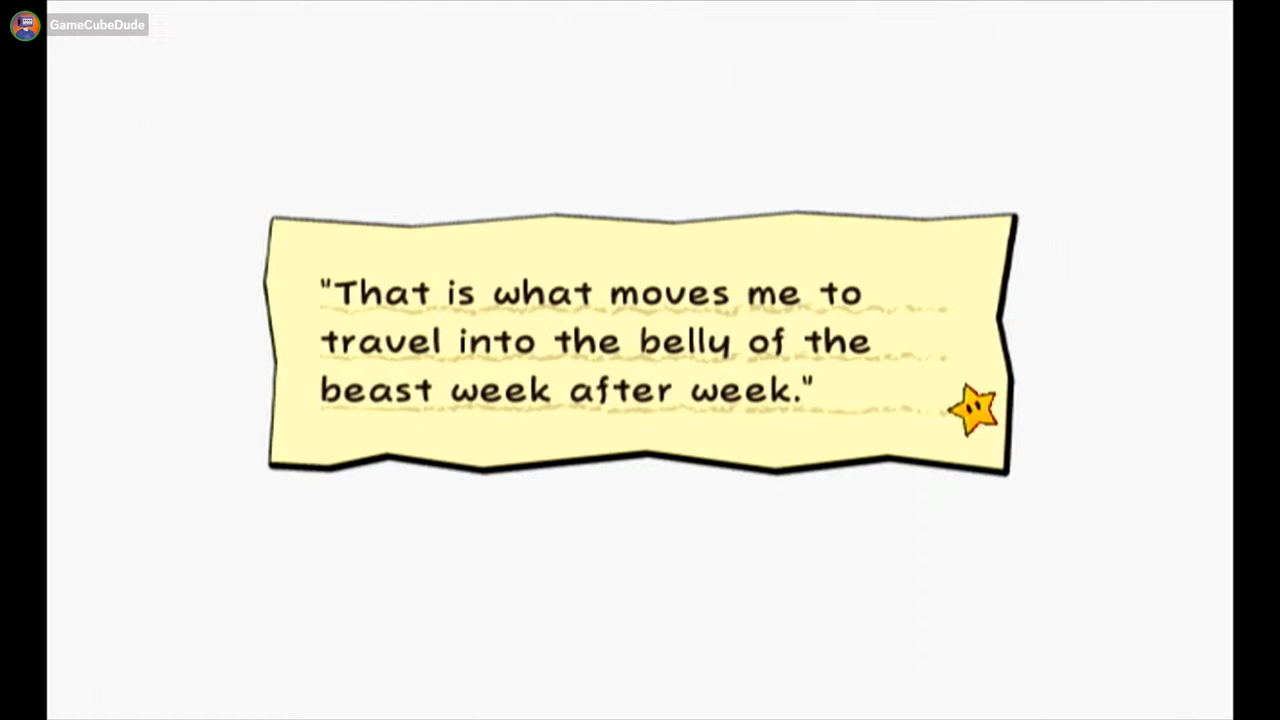 GameCubeDude
"That is what moves me to
travel into the belly of the
beast week after week."